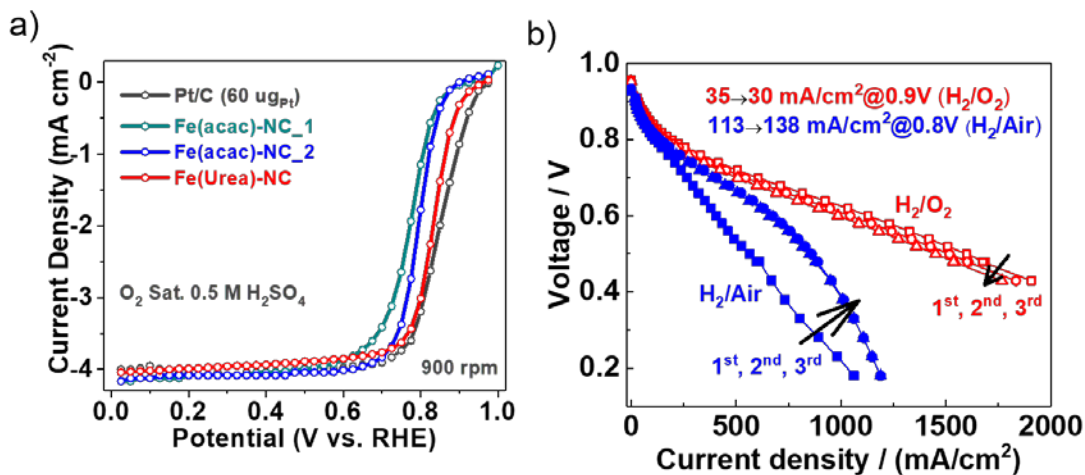 a)
Current Density (mA cm⁻²)
0
-1
-2
-3
-4
Pt/C (60 ug_Pt)
Fe(acac)-NC_1
Fe(acac)-NC_2
Fe(Urea)-NC
O₂ Sat. 0.5 M H₂SO₄
900 rpm
0.0 0.2 0.4 0.6 0.8 1.0
Potential (V vs. RHE)
b)
Voltage / V
1.0
0.8
0.6
0.4
0.2
35→30 mA/cm²@0.9V (H₂/O₂)
113→138 mA/cm²@0.8V (H₂/Air)
H₂/O₂
1st, 2nd, 3rd
H₂/Air
1st, 2nd, 3rd
0 500 1000 1500 2000
Current density / (mA/cm²)